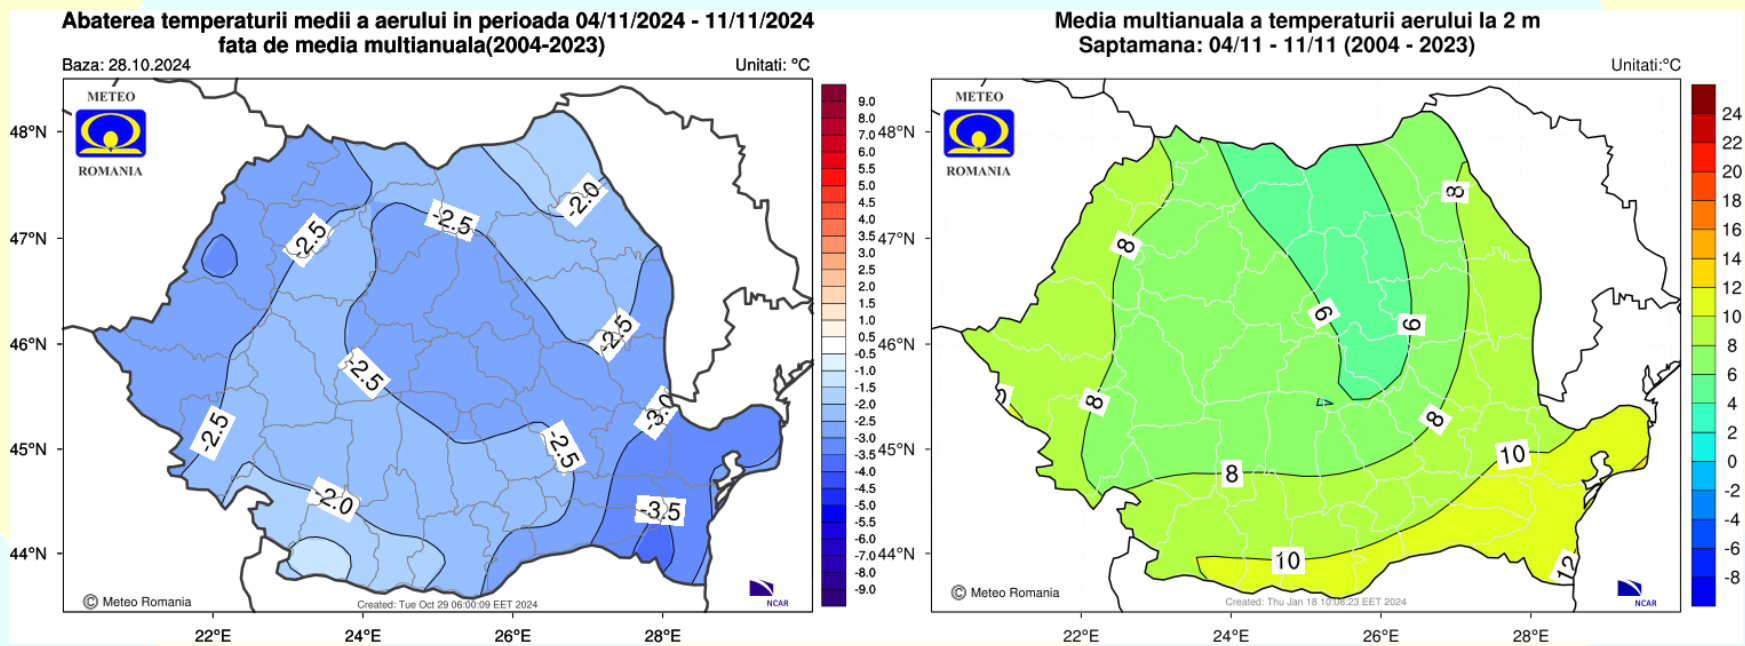 Abaterea temperaturii medii a aerului in perioada 04/11/2024 - 11/11/2024
fata de media multianuala(2004-2023)
Baza: 28.10.2024
Unitati: °C
METEO
ROMANIA
48°N
47°N
46°N
45°N
44°N
22°E
24°E
26°E
28°E
-2.5
-2.5
-2.0
-2.5
-2.5
-2.5
-3.0
-2.5
-2.0
-3.5
© Meteo Romania
Created: Tue Oct 29 06:00:09 EET 2024
NCAR
9.0
8.0
7.0
6.0
5.5
5.0
4.5
4.0
3.5
3.0
2.5
2.0
1.5
1.0
0.5
-0.5
-1.0
-1.5
-2.0
-2.5
-3.0
-3.5
-4.0
-4.5
-5.0
-5.5
-6.0
-7.0
-8.0
-9.0
Media multianuala a temperaturii aerului la 2 m
Saptamana: 04/11 - 11/11 (2004 - 2023)
Unitati:°C
METEO
ROMANIA
48°N
47°N
46°N
45°N
44°N
22°E
24°E
26°E
28°E
8
8
6
6
8
8
8
10
10
12
© Meteo Romania
Created: Thu Jan 18 10:08:23 EET 2024
NCAR
24
22
20
18
16
14
12
10
8
6
4
2
0
-2
-4
-6
-8